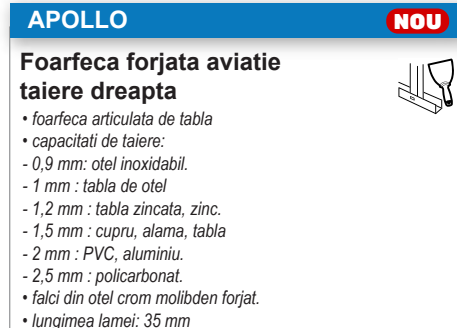 APOLLO
NOU
Foarfeca forjata aviatie
taiere dreapta
• foarfeca articulata de tabla
• capacitati de taiere:
- 0,9 mm: otel inoxidabil.
- 1 mm : tabla de otel
- 1,2 mm : tabla zincata, zinc.
- 1,5 mm : cupru, alama, tabla
- 2 mm : PVC, aluminiu.
- 2,5 mm : policarbonat.
• falci din otel crom molibden forjat.
• lungimea lamei: 35 mm